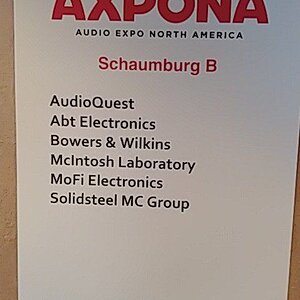 AXPONA
AUDIO EXPO NORTH AMERICA
Schaumburg B
AudioQuest
Abt Electronics
Bowers & Wilkins
McIntosh Laboratory
MoFi Electronics
Solidsteel MC Group